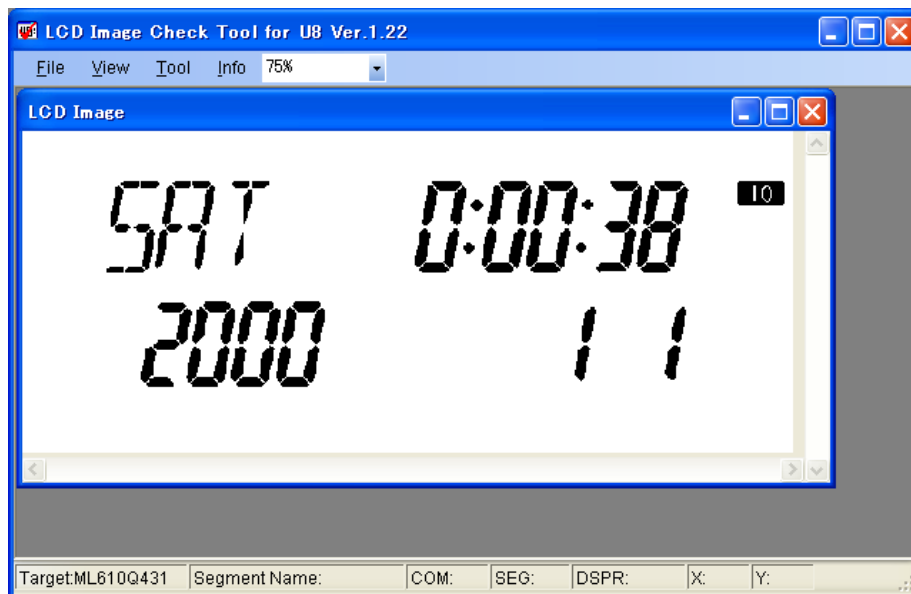 LCD Image Check Tool for U8 Ver.1.22
File View Tool Info 75%
LCD Image
SAT 0:00:38 10
2000 1 1
Target:ML610Q431 Segment Name: COM: SEG: DSPR: X: Y: